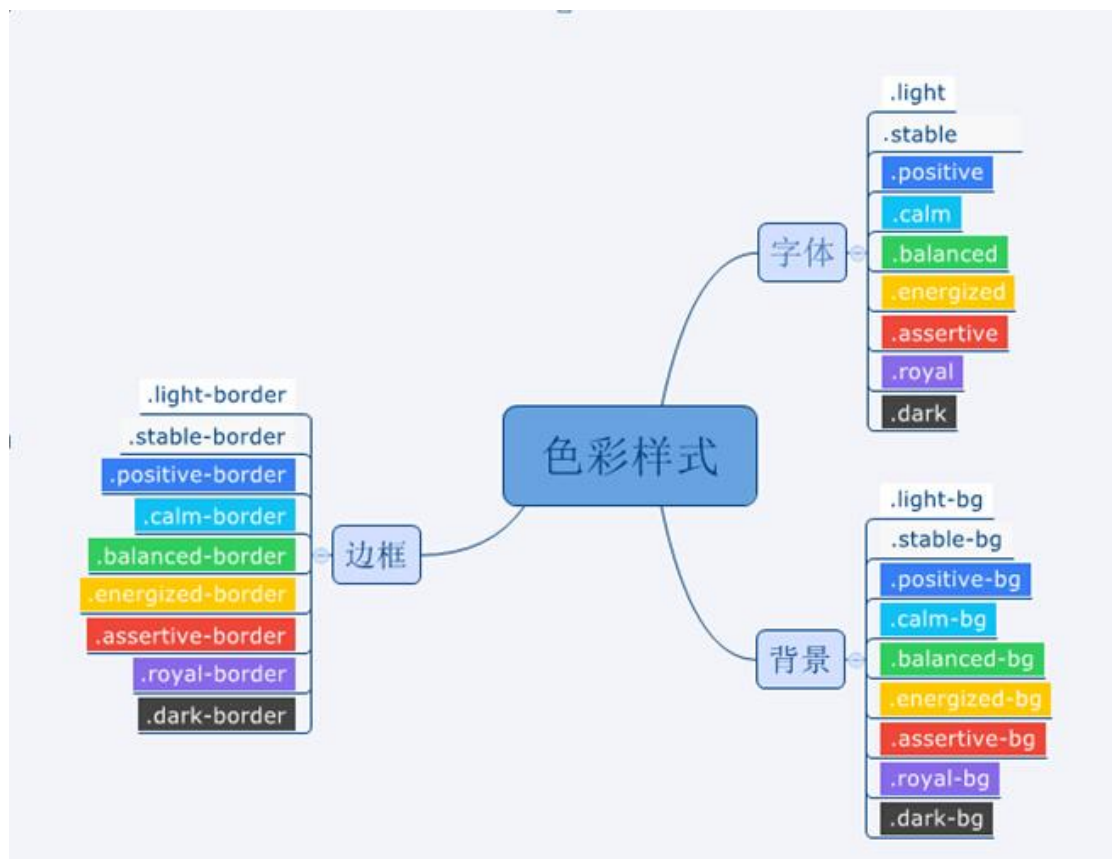 色彩样式
字体
.light
.stable
.positive
.calm
.balanced
.energized
.assertive
.royal
.dark
背景
.light-bg
.stable-bg
.positive-bg
.calm-bg
.balanced-bg
.energized-bg
.assertive-bg
.royal-bg
.dark-bg
边框
.light-border
.stable-border
.positive-border
.calm-border
.balanced-border
.energized-border
.assertive-border
.royal-border
.dark-border